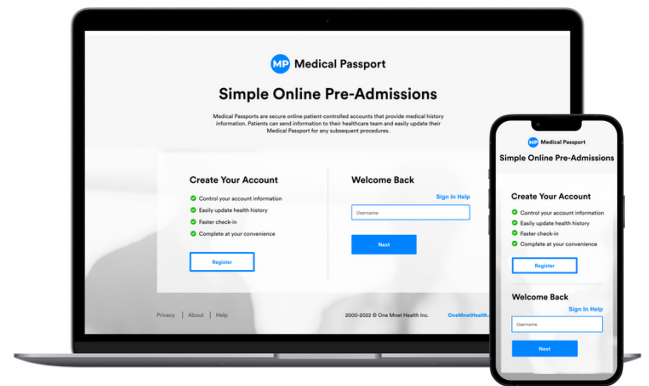 MP Medical Passport
Simple Online Pre-Admissions
Medical Passports are secure online patient-controlled accounts that provide medical history
information. Patients can send information to their healthcare team and easily update their
Medical Passport for any subsequent procedures.
Create Your Account
Control your account information
Easily update health history
Faster check-in
Complete at your convenience
Register
Welcome Back
Sign In Help
Username
Next
Privacy | About | Help
2000-2022 © One Mnet Health Inc.
OneMnetHealth.
MP Medical Passport
Simple Online Pre-Admissions
Create Your Account
Control your account information
Easily update health history
Faster check-in
Complete at your convenience
Register
Welcome Back
Sign In Help
Username
Next